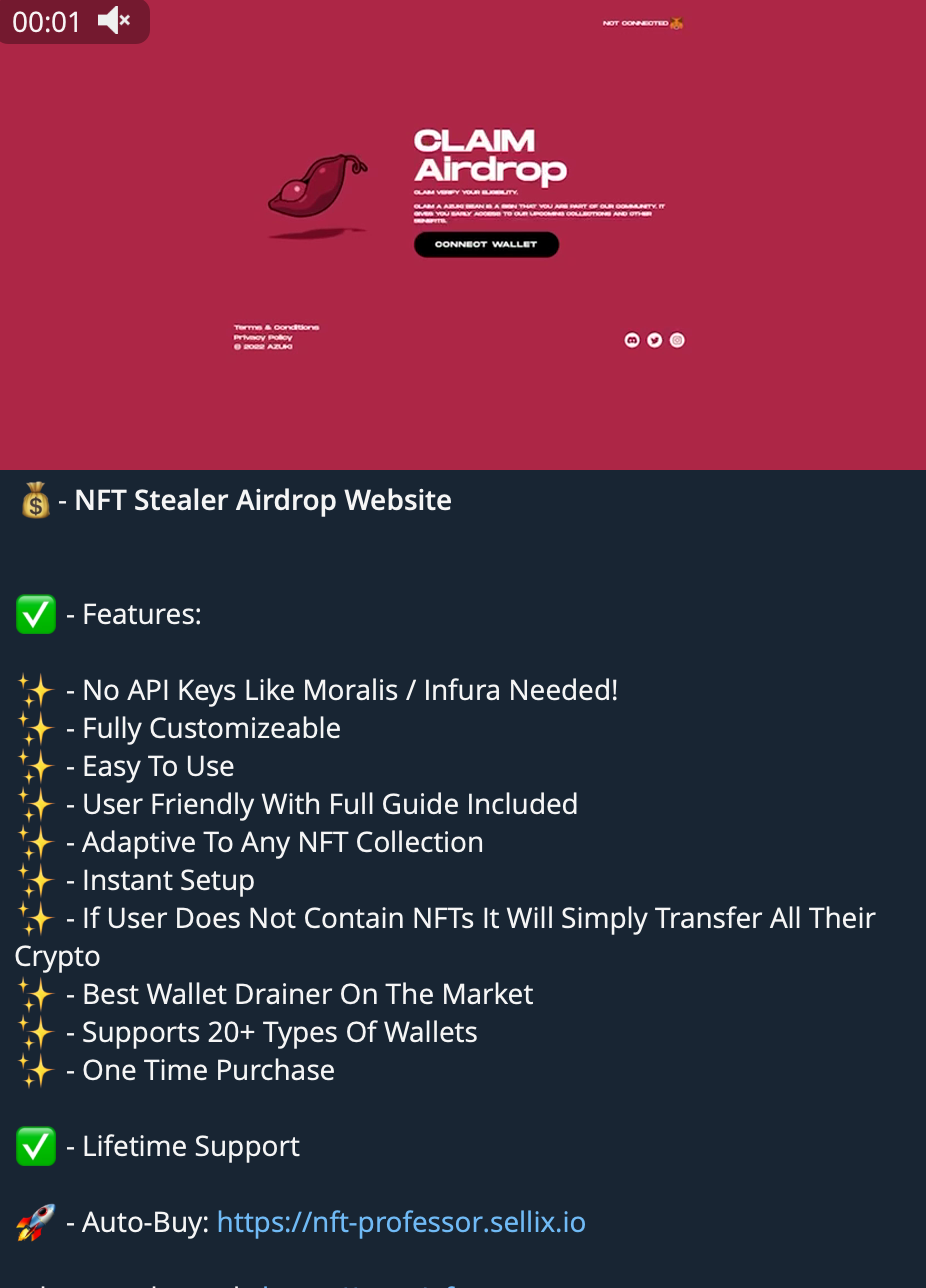 00:01
NOT CONNECTED
CLAIM
Airdrop
CLAIM VERIFY YOUR ELIGIBILITY.
CLAIM A AZUKI BEAN IS A SIGN THAT YOU ARE PART OF OUR COMMUNITY. IT
GIVES YOU EARLY ACCESS TO OUR UPCOMING COLLECTIONS AND OTHER
BENEFITS.
CONNECT WALLET
Terms & Conditions
Privacy Policy
© 2022 AZUKI
💰 - NFT Stealer Airdrop Website
✅ - Features:
✨ - No API Keys Like Moralis / Infura Needed!
✨ - Fully Customizeable
✨ - Easy To Use
✨ - User Friendly With Full Guide Included
✨ - Adaptive To Any NFT Collection
✨ - Instant Setup
✨ - If User Does Not Contain NFTs It Will Simply Transfer All Their
Crypto
✨ - Best Wallet Drainer On The Market
✨ - Supports 20+ Types Of Wallets
✨ - One Time Purchase
✅ - Lifetime Support
🚀 - Auto-Buy: https://nft-professor.sellix.io